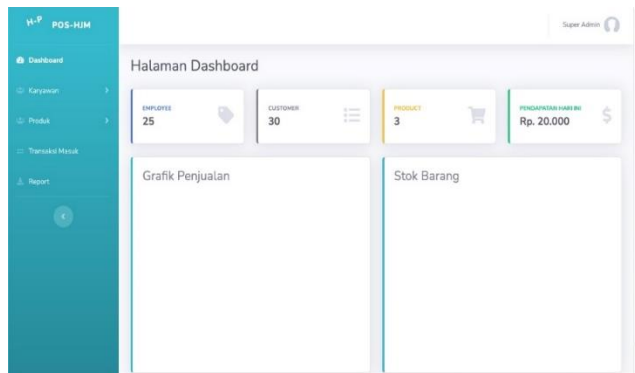 H-P POS-HJM
Super Admin
Dashboard
Karyawan
Produk
Transaksi Masuk
Report
Halaman Dashboard
EMPLOYEE
25
CUSTOMER
30
PRODUCT
3
PENDAPATAN HARI INI
Rp. 20.000
Grafik Penjualan
Stok Barang